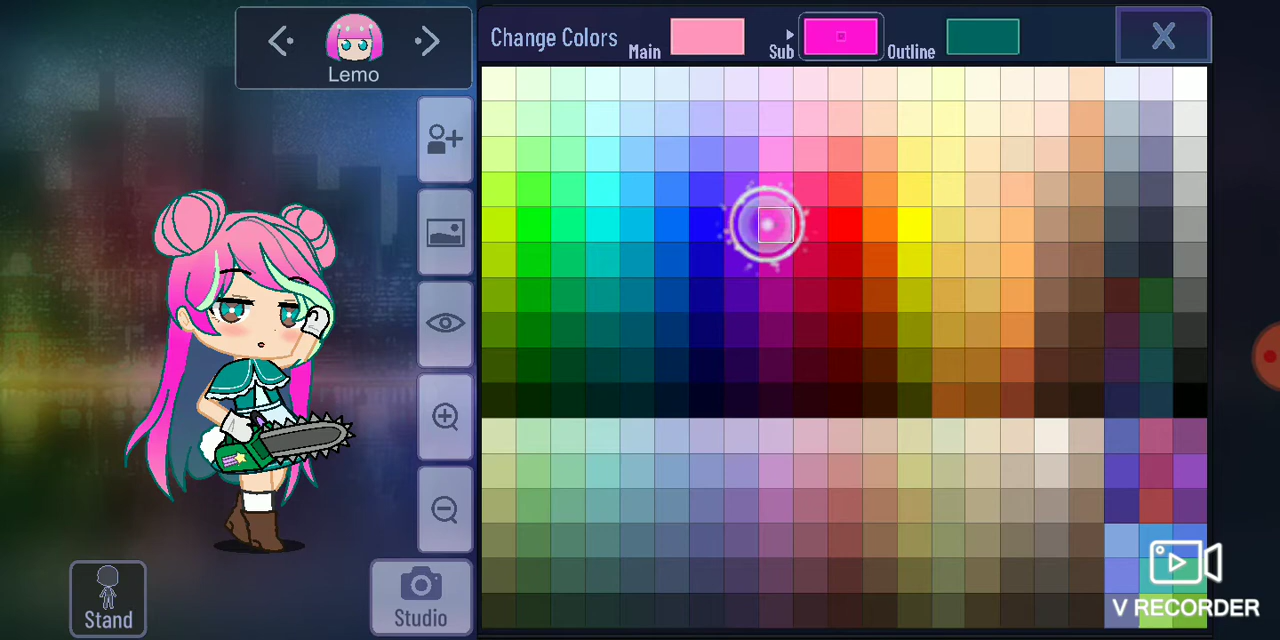 Lemo
Change Colors
Main
Sub
Outline
X
Stand
Studio
V RECORDER